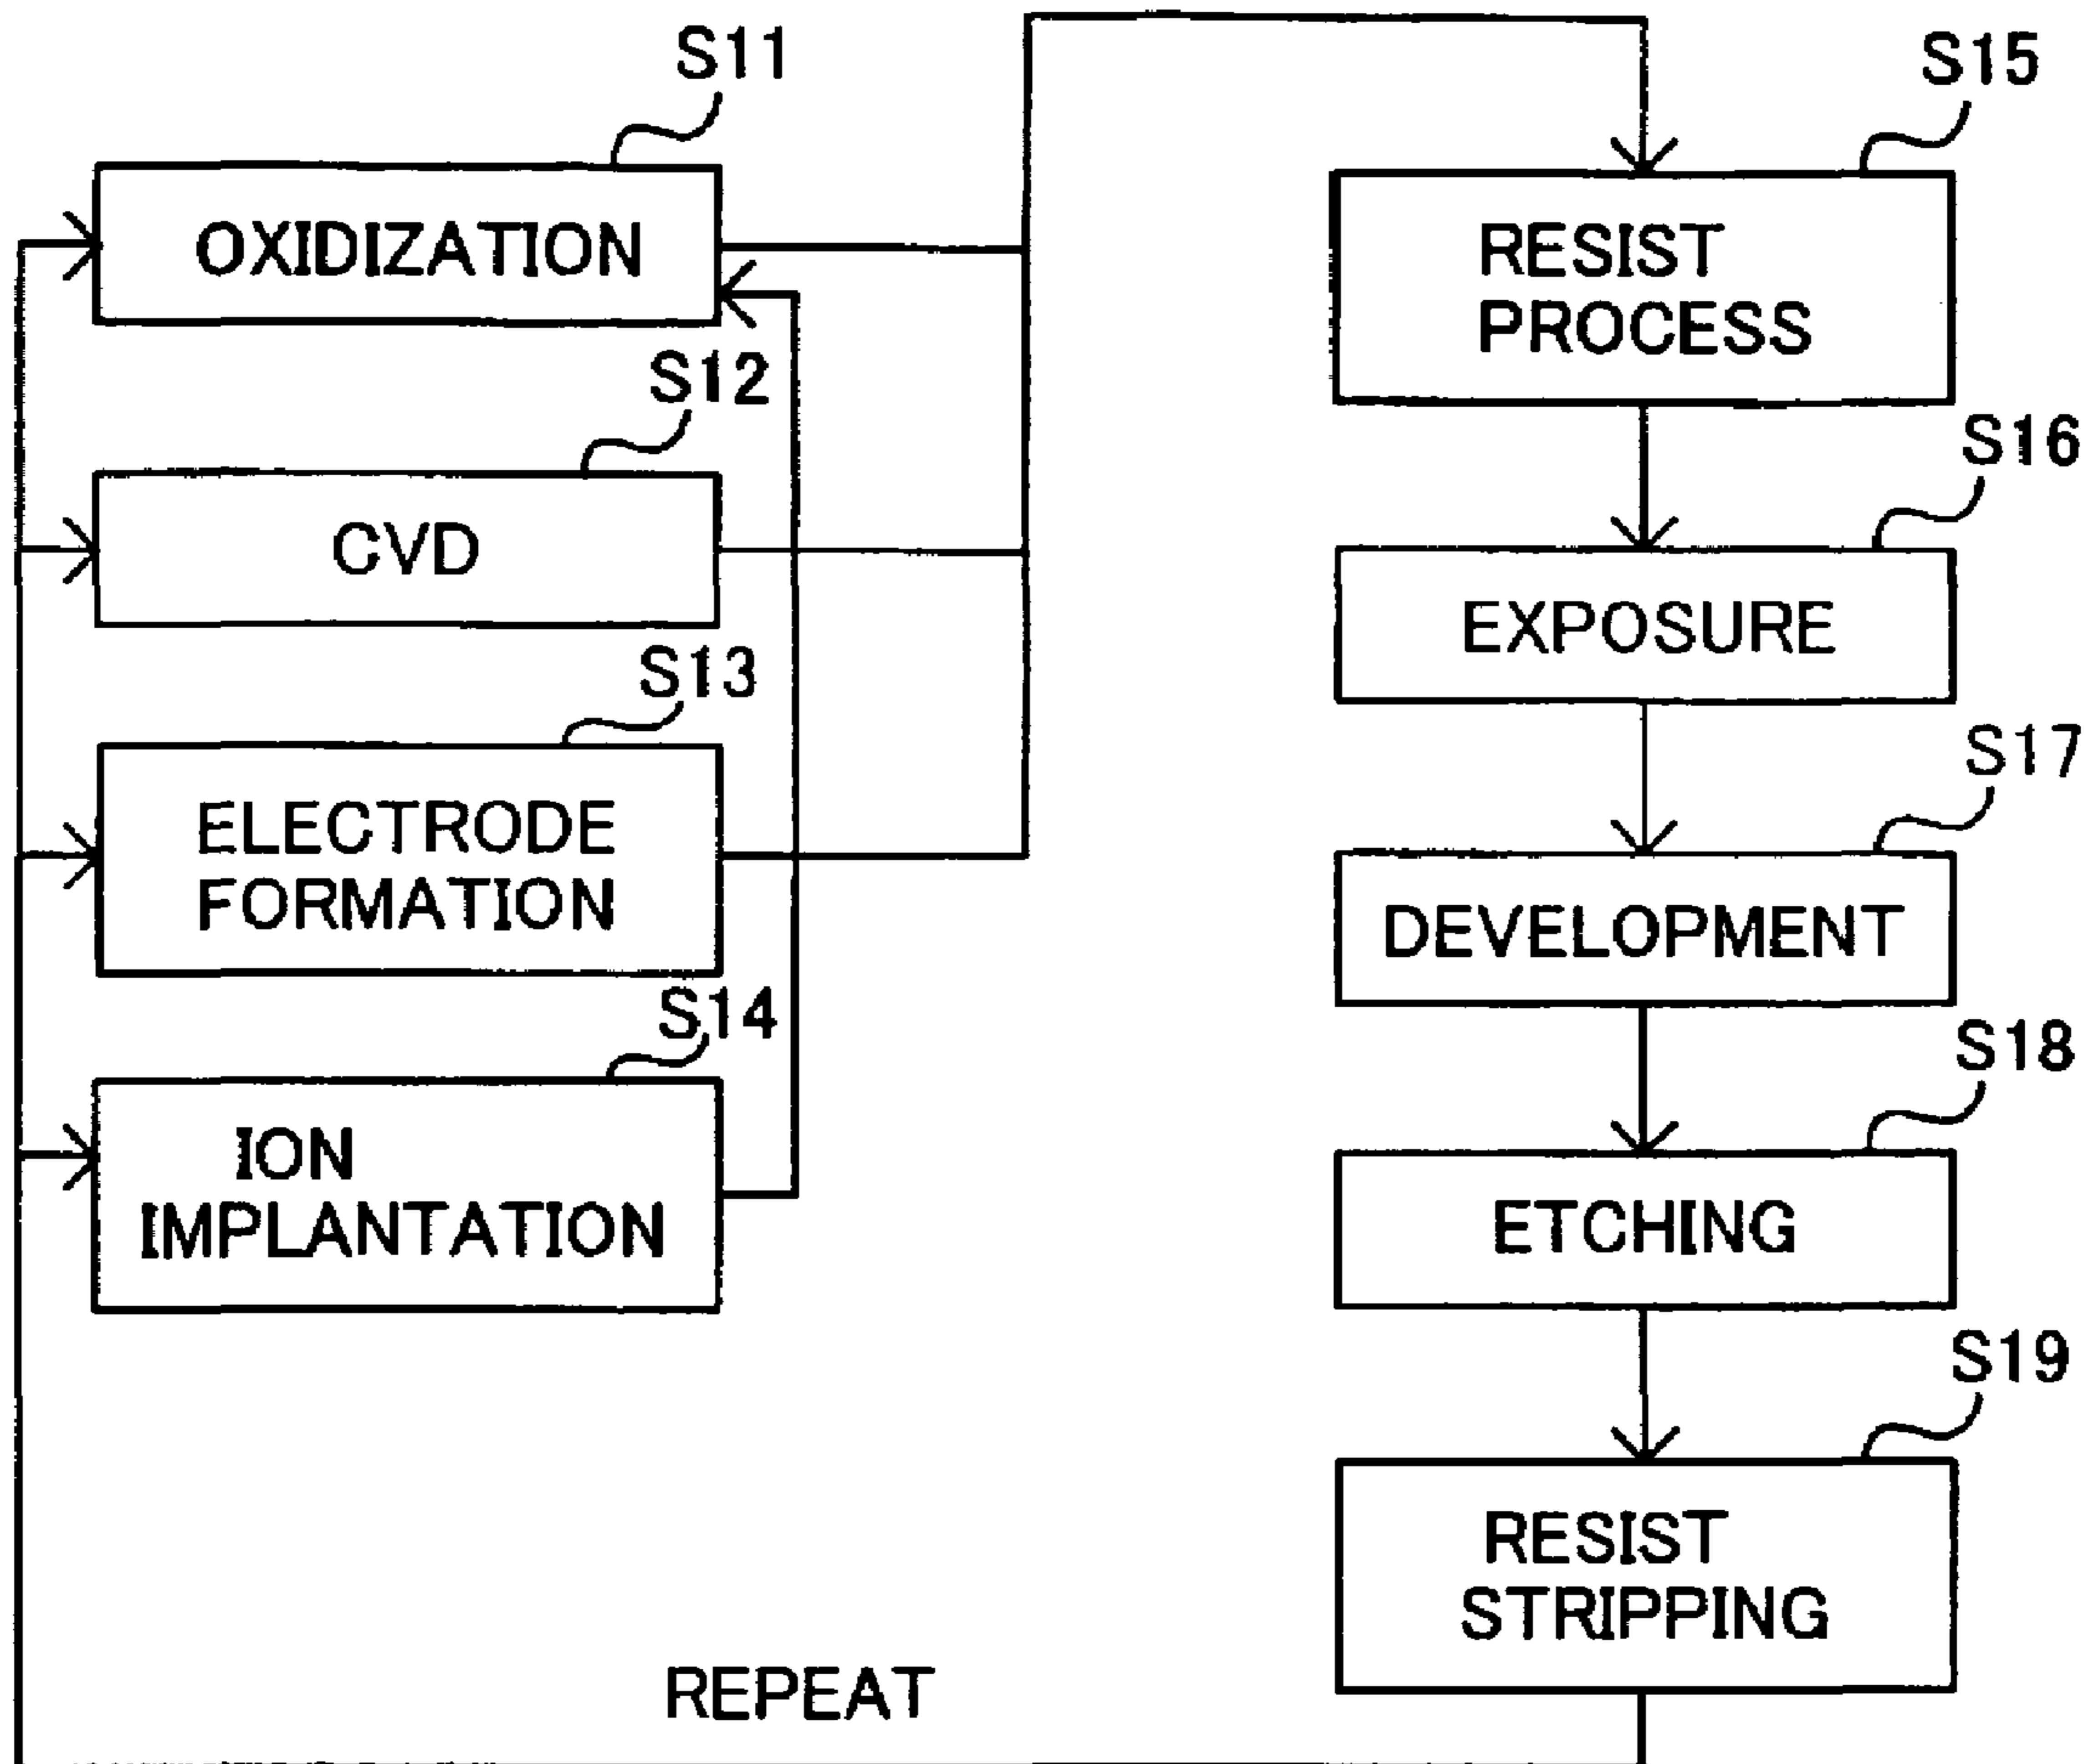 S11
OXIDIZATION
S12
CVD
S13
ELECTRODE
FORMATION
S14
ION
IMPLANTATION
S15
RESIST
PROCESS
S16
EXPOSURE
S17
DEVELOPMENT
S18
ETCHING
S19
RESIST
STRIPPING
REPEAT